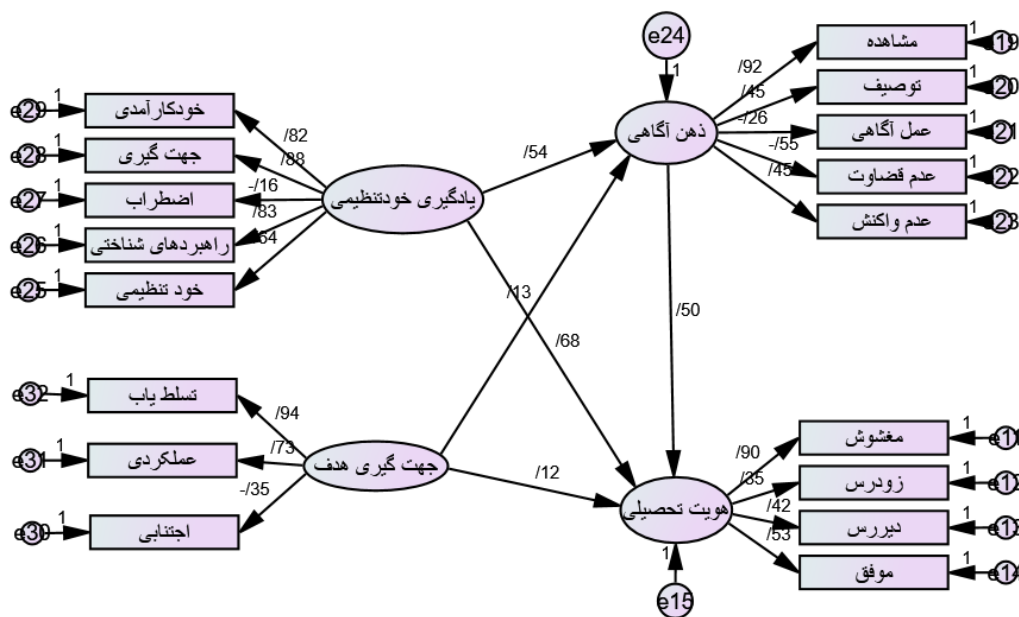 e24
مشاهده
1
e19
/92
توصیف
1
e20
/45
عمل آگاهی
1
e21
-/26
عدم قضاوت
1
e22
-/55
عدم واکنش
1
e23
/45
1
ذهن آگاهی
e29
1
خودکارآمدی
/82
e28
1
جهت گیری
/88
e27
1
اضطراب
-/16
e26
1
راهبردهای شناختی
/83
e25
1
خود تنظیمی
یادگیری خودتنظیمی
/54
/13
/68
/50
e32
1
تسلط یاب
/94
e31
1
عملکردی
/73
e30
1
اجتنابی
-/35
جهت گیری هدف
/12
هویت تحصیلی
/90
مغشوش
1
e11
/35
زودرس
1
e12
/42
دیررس
1
e13
/53
موفق
1
e14
1
e15